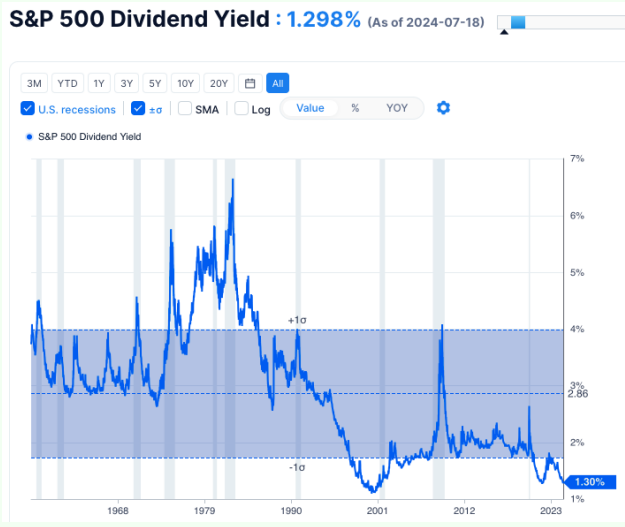 S&P 500 Dividend Yield : 1.298% (As of 2024-07-18)
3M YTD 1Y 3Y 5Y 10Y 20Y All
U.S. recessions ±σ SMA Log Value % YOY
S&P 500 Dividend Yield
7%
6%
5%
+1σ
4%
3%
2.86
2%
-1σ
1.30%
1%
1968 1979 1990 2001 2012 2023